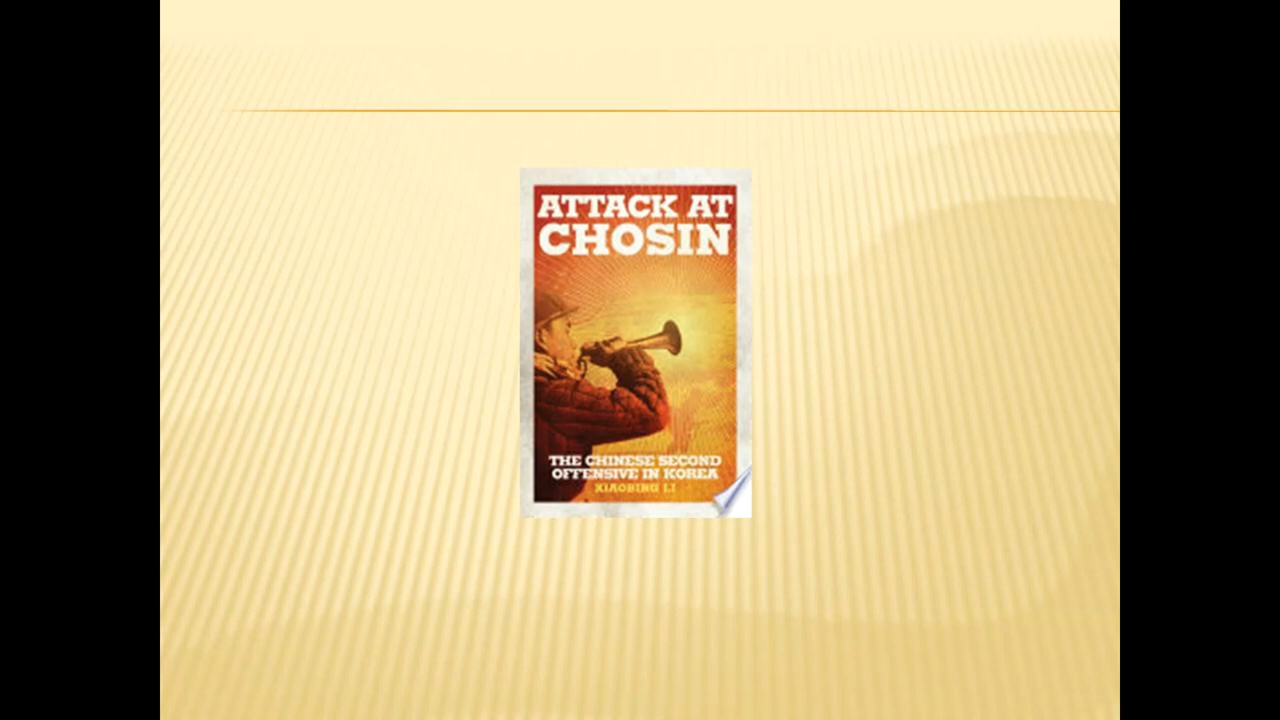 ATTACK AT
CHOSIN
THE CHINESE SECOND
OFFENSIVE IN KOREA
XIAOBING LI